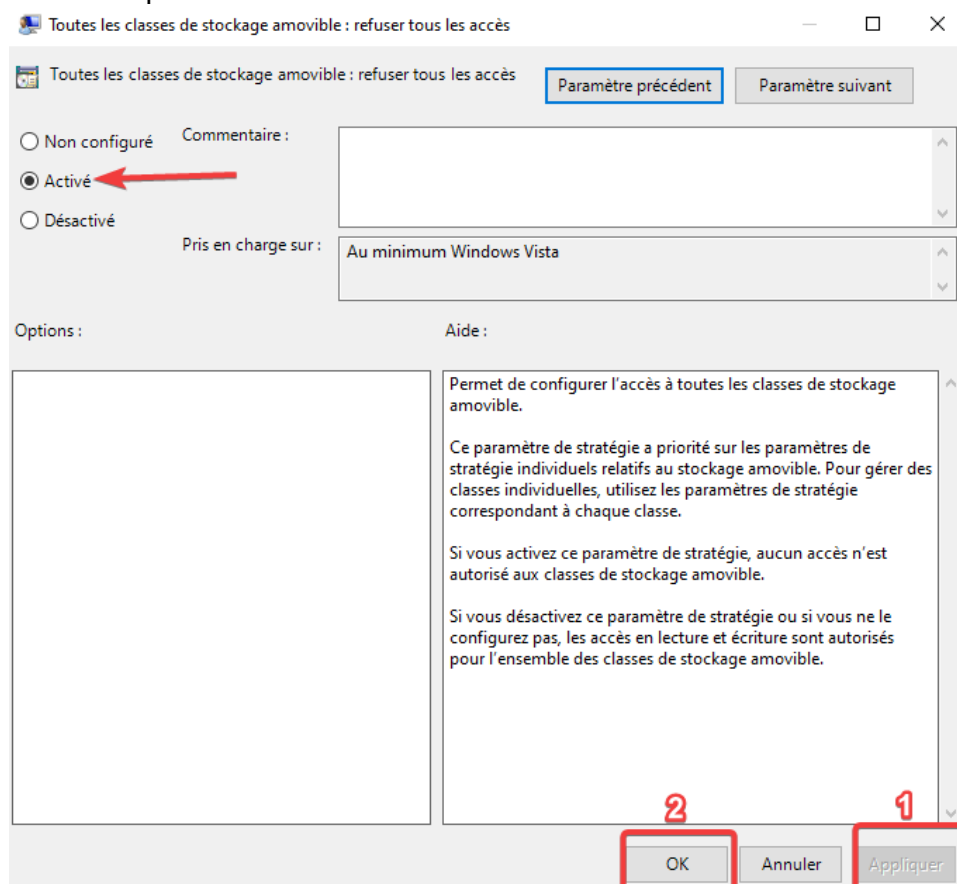 Toutes les classes de stockage amovible : refuser tous les accès
Toutes les classes de stockage amovible : refuser tous les accès
Paramètre précédent
Paramètre suivant
Non configuré
Commentaire :
Activé
Désactivé
Pris en charge sur :
Au minimum Windows Vista
Options :
Aide :
Permet de configurer l'accès à toutes les classes de stockage
amovible.
Ce paramètre de stratégie a priorité sur les paramètres de
stratégie individuels relatifs au stockage amovible. Pour gérer des
classes individuelles, utilisez les paramètres de stratégie
correspondant à chaque classe.
Si vous activez ce paramètre de stratégie, aucun accès n'est
autorisé aux classes de stockage amovible.
Si vous désactivez ce paramètre de stratégie ou si vous ne le
configurez pas, les accès en lecture et écriture sont autorisés
pour l'ensemble des classes de stockage amovible.
2
1
OK
Annuler
Appliquer